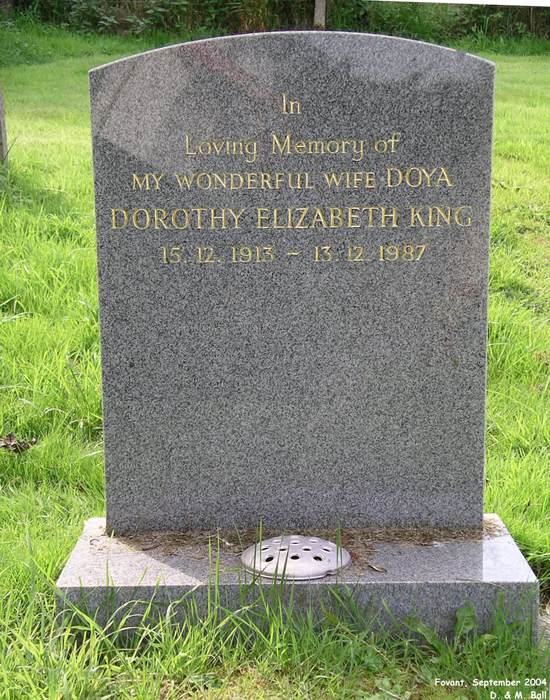 In
Loving Memory of
MY WONDERFUL WIFE DOYA
DOROTHY ELIZABETH KING
15. 12. 1913 – 13. 12. 1987
Fovant, September 2004
D. & M. Ball